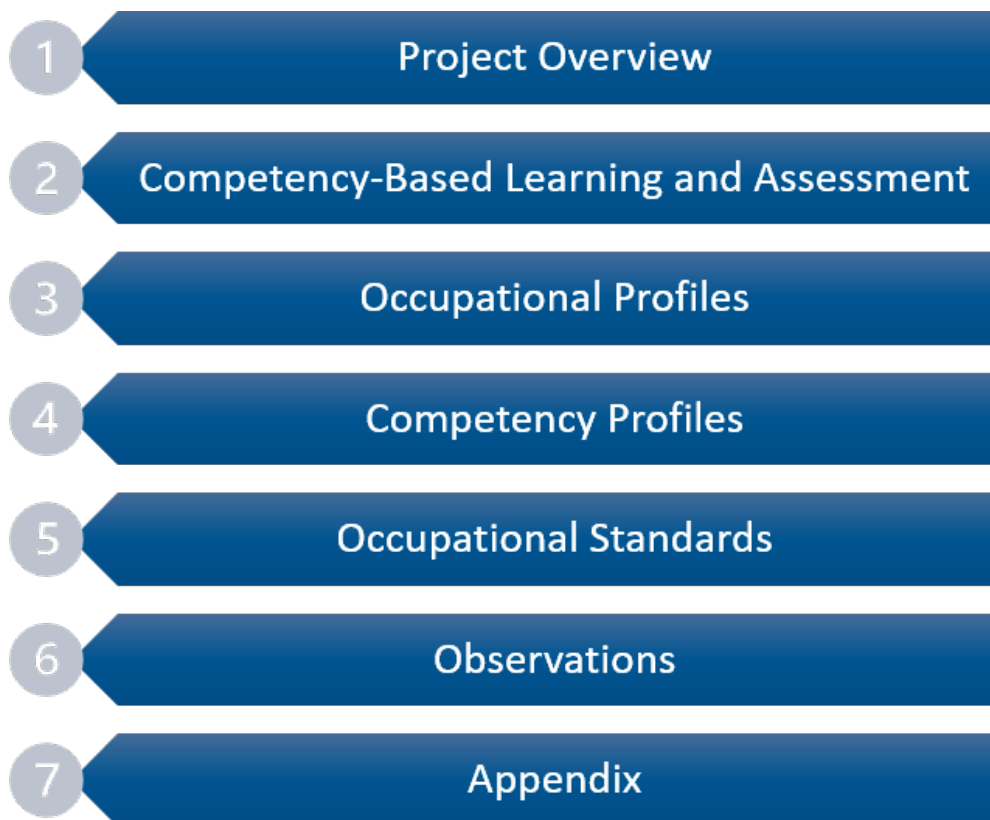 1
Project Overview
2
Competency-Based Learning and Assessment
3
Occupational Profiles
4
Competency Profiles
5
Occupational Standards
6
Observations
7
Appendix